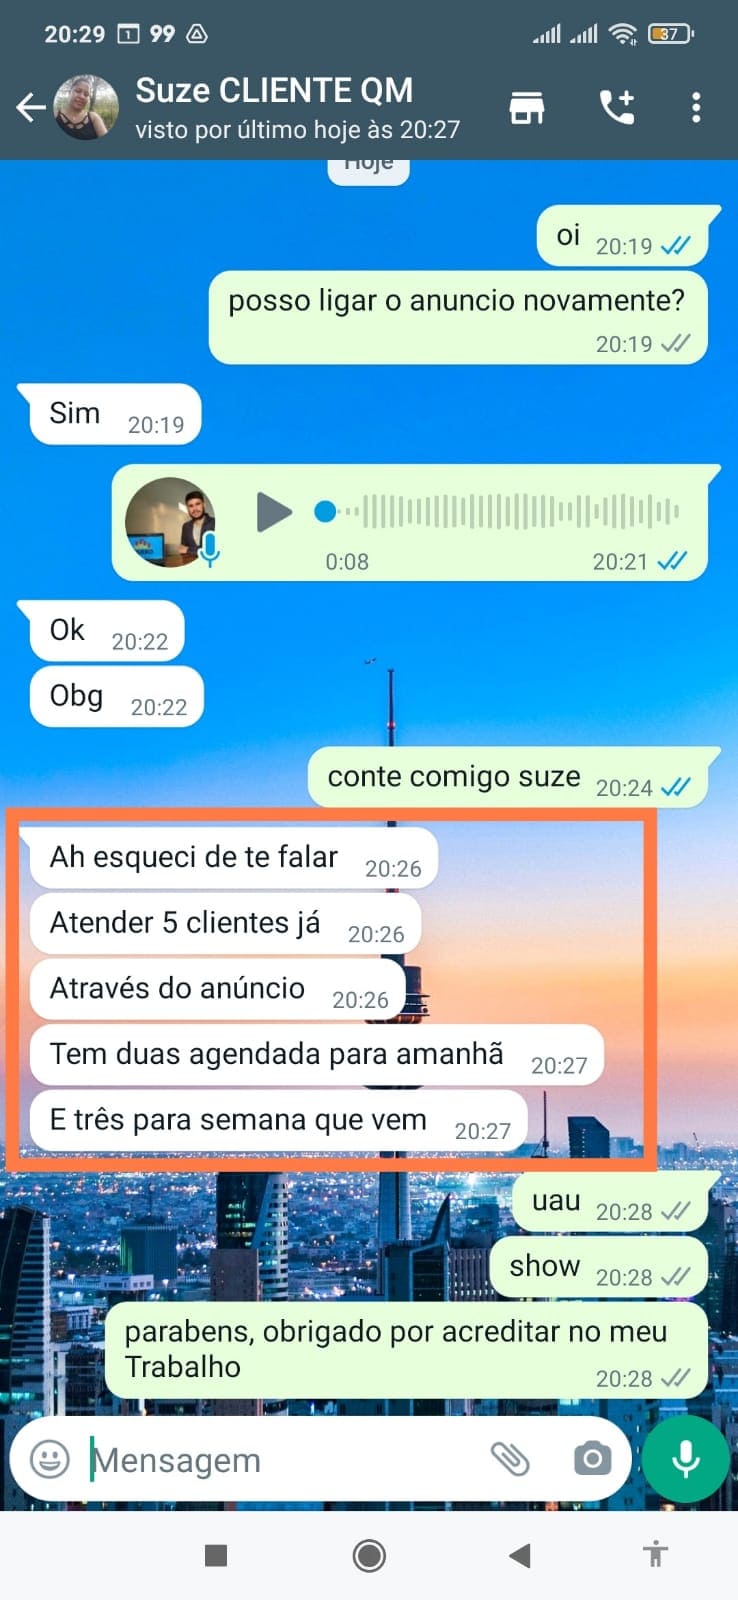 20:29 1 99 37
Suze CLIENTE QM
visto por último hoje às 20:27
Hoje
oi 20:19
posso ligar o anuncio novamente?
20:19
Sim 20:19
0:08 20:21
Ok 20:22
Obg 20:22
conte comigo suze 20:24
Ah esqueci de te falar 20:26
Atender 5 clientes já 20:26
Através do anúncio 20:26
Tem duas agendada para amanhã 20:27
E três para semana que vem 20:27
uau 20:28
show 20:28
parabens, obrigado por acreditar no meu
Trabalho 20:28
Mensagem